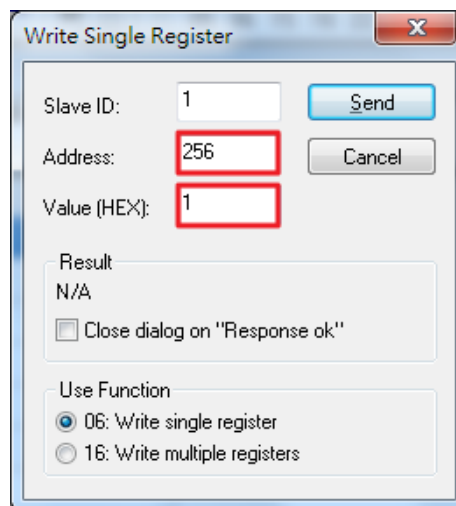 Write Single Register
Slave ID: 1 Send
Address: 256 Cancel
Value (HEX): 1
Result
N/A
Close dialog on "Response ok"
Use Function
06: Write single register
16: Write multiple registers